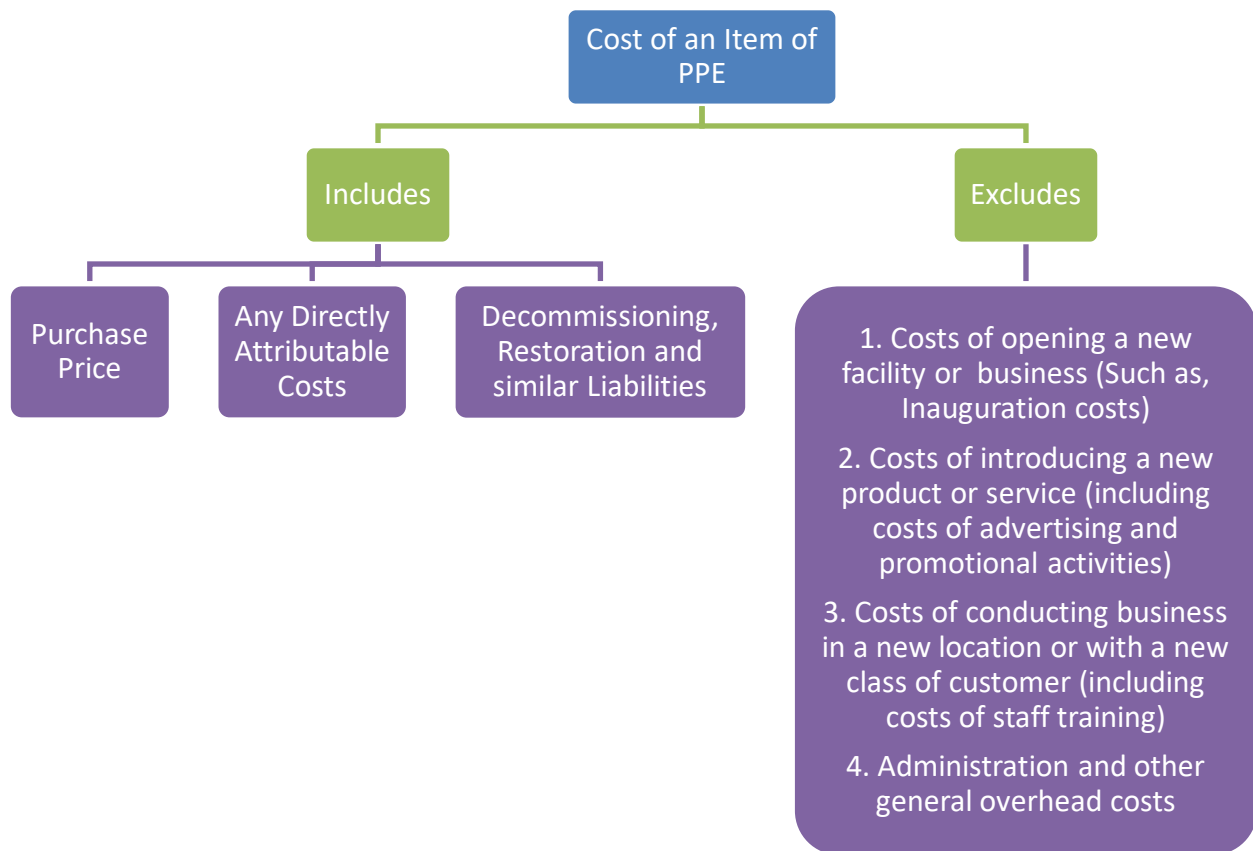 Cost of an Item of
PPE
Includes
Excludes
Purchase
Price
Any Directly
Attributable
Costs
Decommissioning,
Restoration and
similar Liabilities
1. Costs of opening a new
facility or  business (Such as,
Inauguration costs)
2. Costs of introducing a new
product or service (including
costs of advertising and
promotional activities)
3. Costs of conducting business
in a new location or with a new
class of customer (including
costs of staff training)
4. Administration and other
general overhead costs